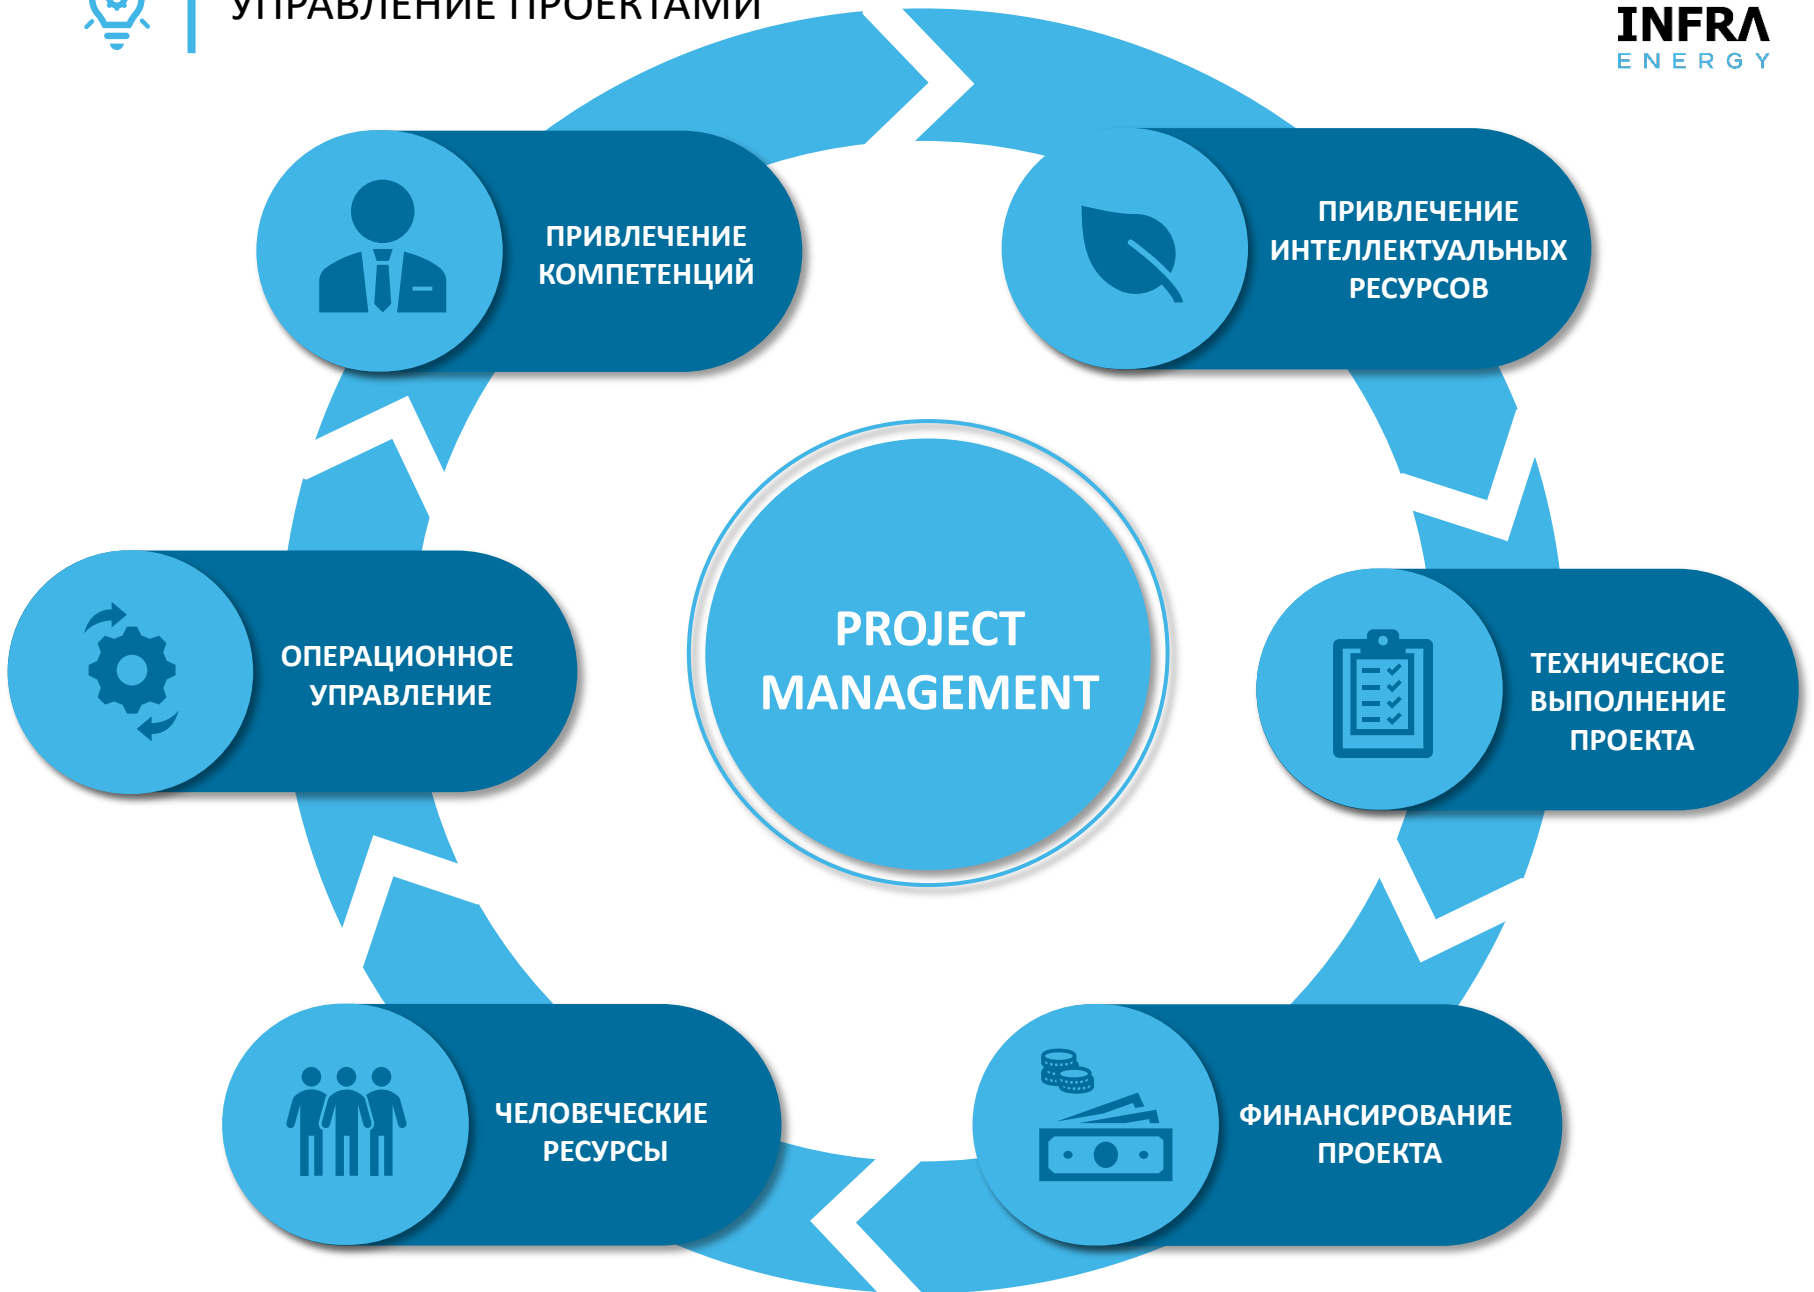 УПРАВЛЕНИЕ ПРОЕКТАМИ
INFRA
ENERGY
ПРИВЛЕЧЕНИЕ
КОМПЕТЕНЦИЙ
ПРИВЛЕЧЕНИЕ
ИНТЕЛЛЕКТУАЛЬНЫХ
РЕСУРСОВ
PROJECT
MANAGEMENT
ОПЕРАЦИОННОЕ
УПРАВЛЕНИЕ
ТЕХНИЧЕСКОЕ
ВЫПОЛНЕНИЕ
ПРОЕКТА
ЧЕЛОВЕЧЕСКИЕ
РЕСУРСЫ
ФИНАНСИРОВАНИЕ
ПРОЕКТА